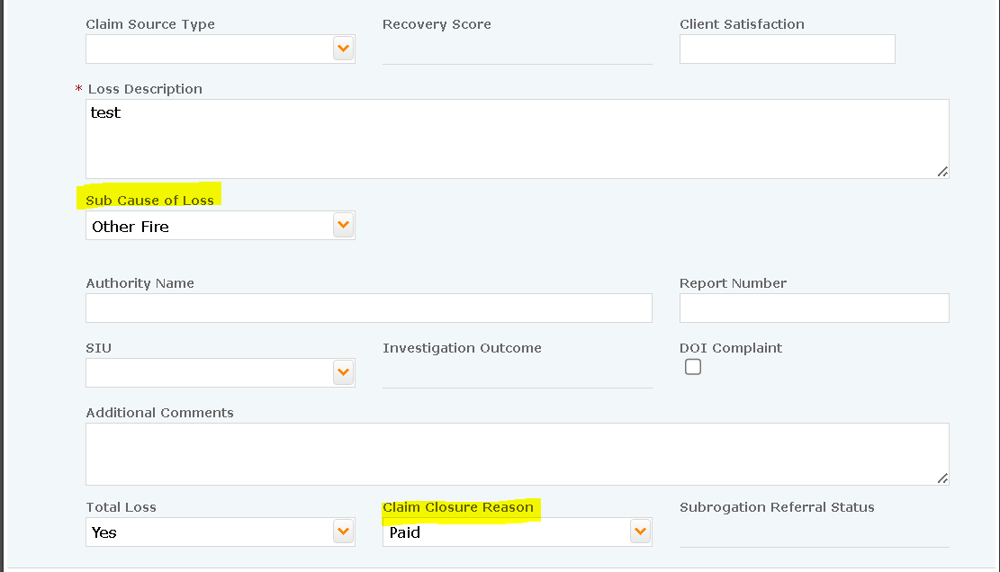 Claim Source Type Recovery Score Client Satisfaction
* Loss Description
test
Sub Cause of Loss
Other Fire
Authority Name Report Number
SIU Investigation Outcome DOI Complaint
Additional Comments
Total Loss Claim Closure Reason Subrogation Referral Status
Yes Paid